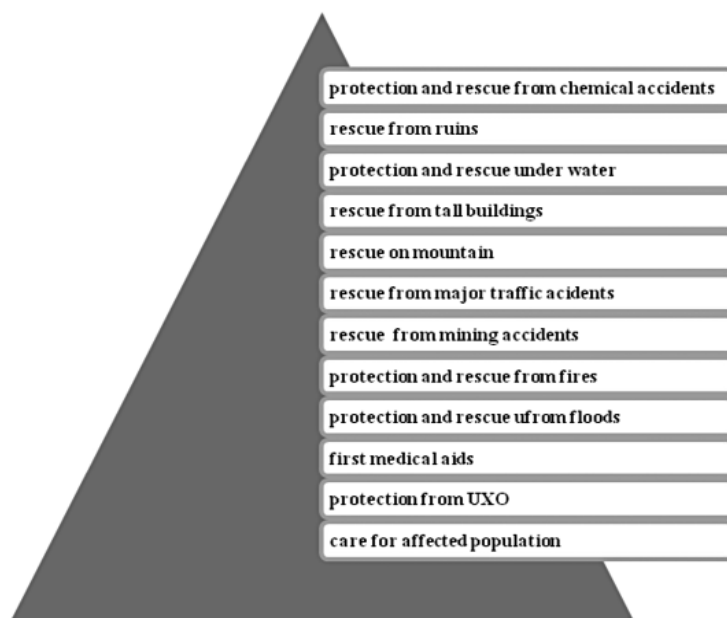 protection and rescue from chemical accidents
rescue from ruins
protection and rescue under water
rescue from tall buildings
rescue on mountain
rescue from major traffic acidents
rescue from mining accidents
protection and rescue from fires
protection and rescue ufrom floods
first medical aids
protection from UXO
care for affected population